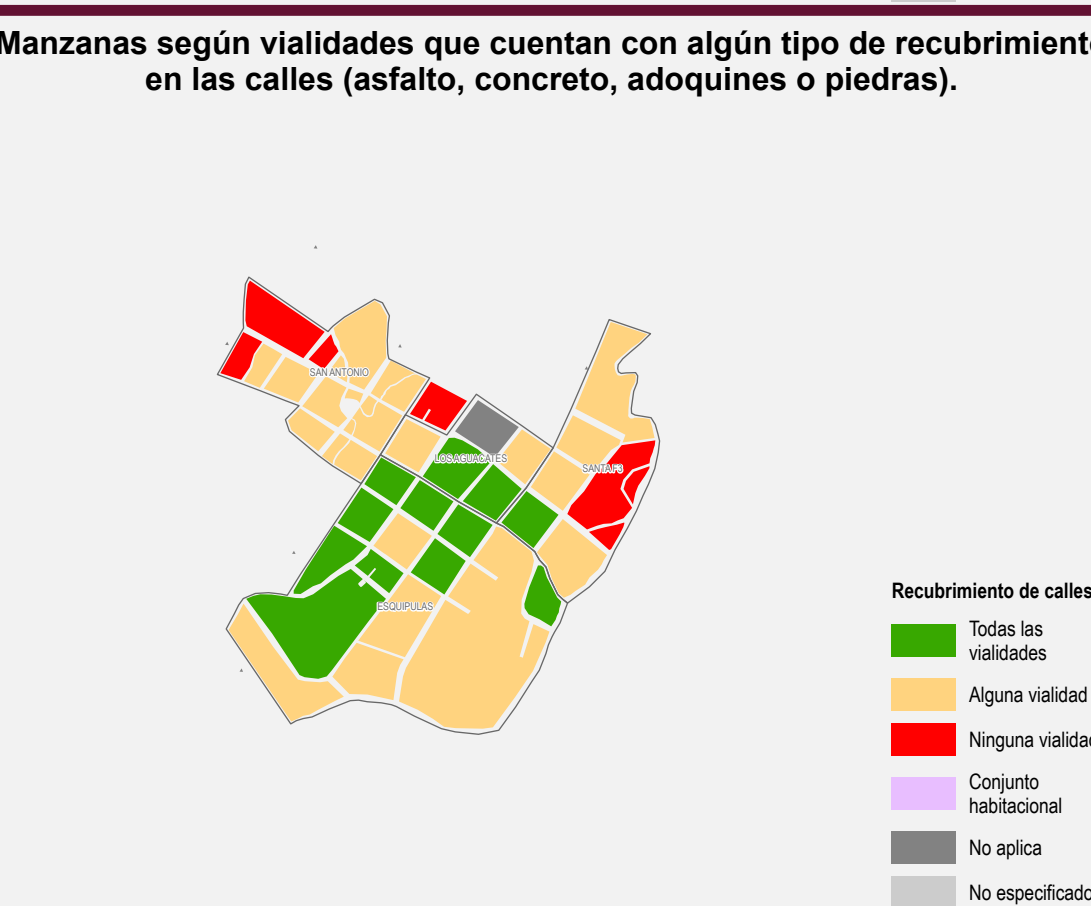 Manzanas según vialidades que cuentan con algún tipo de recubrimiento
en las calles (asfalto, concreto, adoquines o piedras).
SAN ANTONIO
LOS AGUACATES
SANTA F3
ESQUIPULAS
Recubrimiento de calles
Todas las
vialidades
Alguna vialidad
Ninguna vialidad
Conjunto
habitacional
No aplica
No especificado